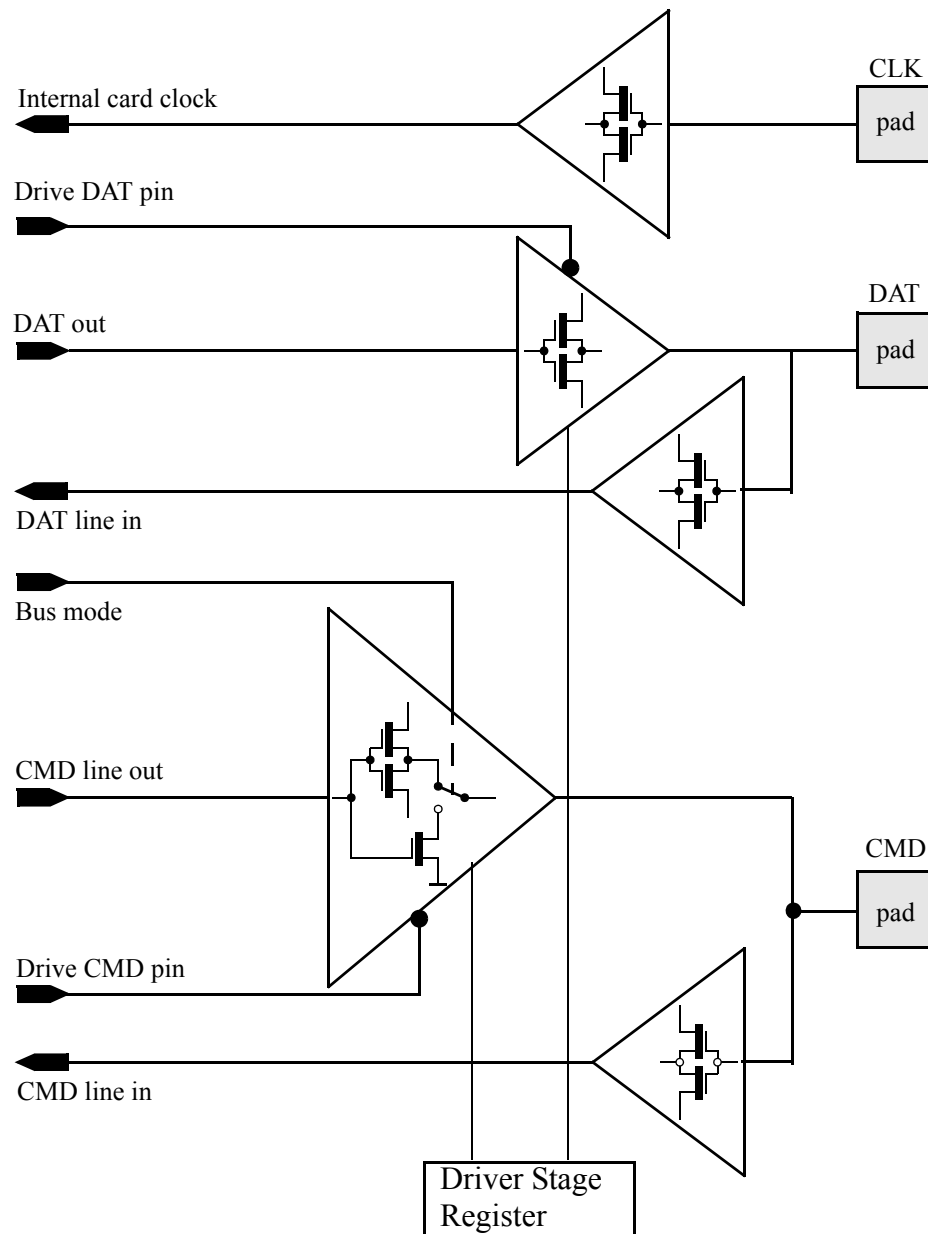 CLK
Internal card clock
pad
Drive DAT pin
DAT
DAT out
pad
DAT line in
Bus mode
CMD line out
CMD
pad
Drive CMD pin
CMD line in
Driver Stage
Register